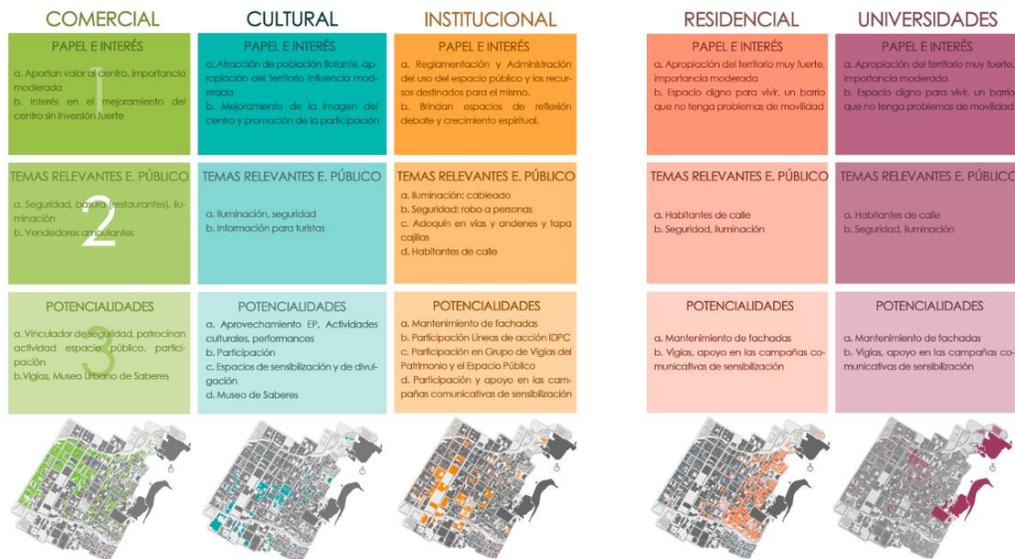 COMERCIAL
PAPEL E INTERÉS
a. Aportan valor al centro, importancia
moderada
b. Interés en el mejoramiento del
centro sin inversión fuerte
1
TEMAS RELEVANTES E. PÚBLICO
a. Seguridad, basura (restaurantes), ilu-
minación
b. Vendedores ambulantes
2
POTENCIALIDADES
a. Vinculador de seguridad, patrocinan
actividad espacio público, partici-
pación
b.Vigías, Museo Urbano de Saberes
3
CULTURAL
PAPEL E INTERÉS
a. Atracción de población flotante, ap-
ropiación del territorio influencia mod-
erada
b. Mejoramiento de la imagen del
centro y promoción de la participación
TEMAS RELEVANTES E. PÚBLICO
a. Iluminación, seguridad
b. Información para turistas
POTENCIALIDADES
a. Aprovechamiento EP, Actividades
culturales, performances
b. Participación
c. Espacios de sensibilización y de divul-
gación
d. Museo de Saberes
INSTITUCIONAL
PAPEL E INTERÉS
a. Reglamentación y Administración
del uso del espacio público y los recur-
sos destinados para el mismo.
b. Brindan espacios de reflexión
debate y crecimiento espiritual.
TEMAS RELEVANTES E. PÚBLICO
a. Iluminación: cableado
b. Seguridad: robo a personas
c. Adoquín en vías y andenes y tapa
cajillas
d. Habitantes de calle
POTENCIALIDADES
a. Mantenimiento de fachadas
b. Participación Líneas de acción IDPC
c. Participación en Grupo de Vigías del
Patrimonio y el Espacio Público
d. Participación y apoyo en las cam-
pañas comunicativas de sensibilización
RESIDENCIAL
PAPEL E INTERÉS
a. Apropiación del territorio muy fuerte,
importancia moderada
b. Espacio digno para vivir, un barrio
que no tenga problemas de movilidad
TEMAS RELEVANTES E. PÚBLICO
a. Habitantes de calle
b. Seguridad, iluminación
POTENCIALIDADES
a. Mantenimiento de fachadas
b. Vigías, apoyo en las campañas co-
municativas de sensibilización
UNIVERSIDADES
PAPEL E INTERÉS
a. Apropiación del territorio muy fuerte,
importancia moderada
b. Espacio digno para vivir, un barrio
que no tenga problemas de movilidad
TEMAS RELEVANTES E. PÚBLICO
a. Habitantes de calle
b. Seguridad, iluminación
POTENCIALIDADES
a. Mantenimiento de fachadas
b. Vigías, apoyo en las campañas co-
municativas de sensibilización